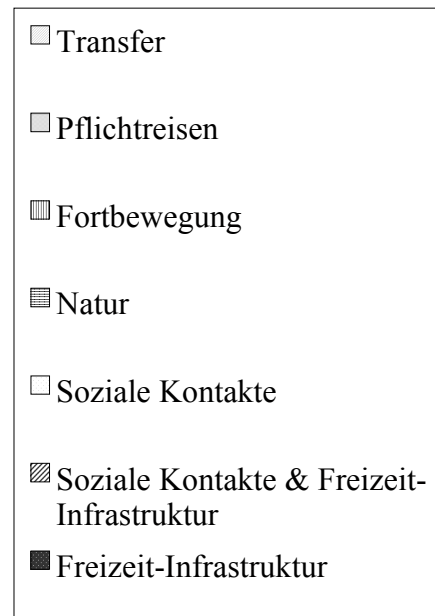 Transfer
Pflichtreisen
Fortbewegung
Natur
Soziale Kontakte
Soziale Kontakte & Freizeit-
Infrastruktur
Freizeit-Infrastruktur